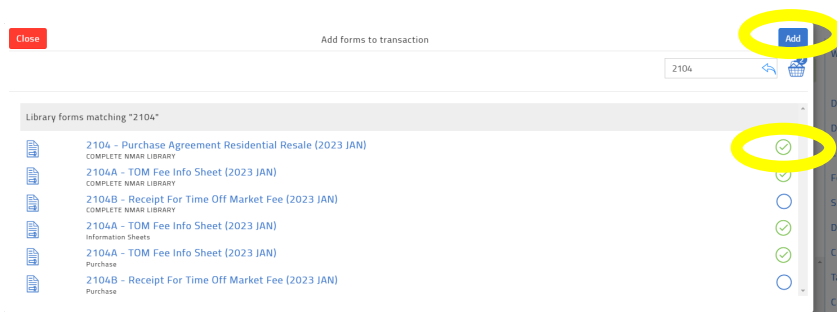 Close
Add forms to transaction
Add
2104
Library forms matching "2104"
2104 - Purchase Agreement Residential Resale (2023 JAN)
COMPLETE NMAR LIBRARY
2104A - TOM Fee Info Sheet (2023 JAN)
COMPLETE NMAR LIBRARY
2104B - Receipt For Time Off Market Fee (2023 JAN)
COMPLETE NMAR LIBRARY
2104A - TOM Fee Info Sheet (2023 JAN)
Information Sheets
2104A - TOM Fee Info Sheet (2023 JAN)
Purchase
2104B - Receipt For Time Off Market Fee (2023 JAN)
Purchase